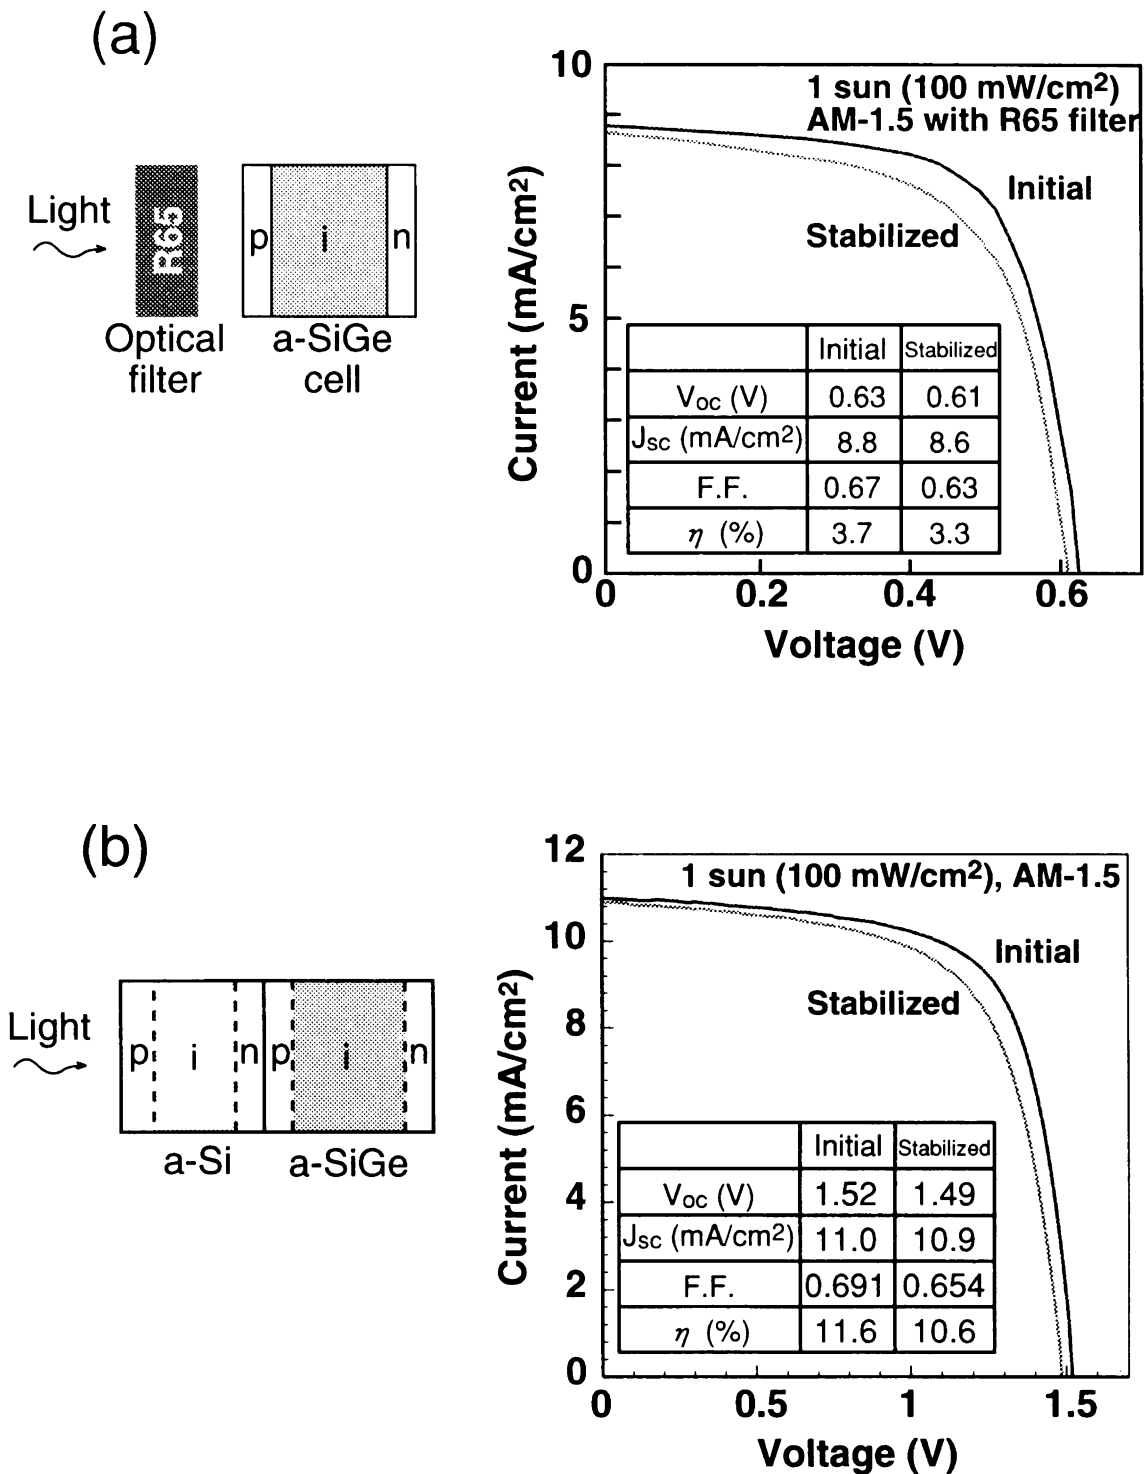 (a)
Light
R65
p i n
Optical filter
a-SiGe cell
10
5
0
0 0.2 0.4 0.6
Current (mA/cm²)
Voltage (V)
1 sun (100 mW/cm²)
AM-1.5 with R65 filter
Initial
Stabilized
Initial Stabilized
Voc (V) 0.63 0.61
Jsc (mA/cm²) 8.8 8.6
F.F. 0.67 0.63
η (%) 3.7 3.3
(b)
Light
p i n p i n
a-Si a-SiGe
12
10
8
6
4
2
0
0 0.5 1 1.5
Current (mA/cm²)
Voltage (V)
1 sun (100 mW/cm²), AM-1.5
Initial
Stabilized
Initial Stabilized
Voc (V) 1.52 1.49
Jsc (mA/cm²) 11.0 10.9
F.F. 0.691 0.654
η (%) 11.6 10.6